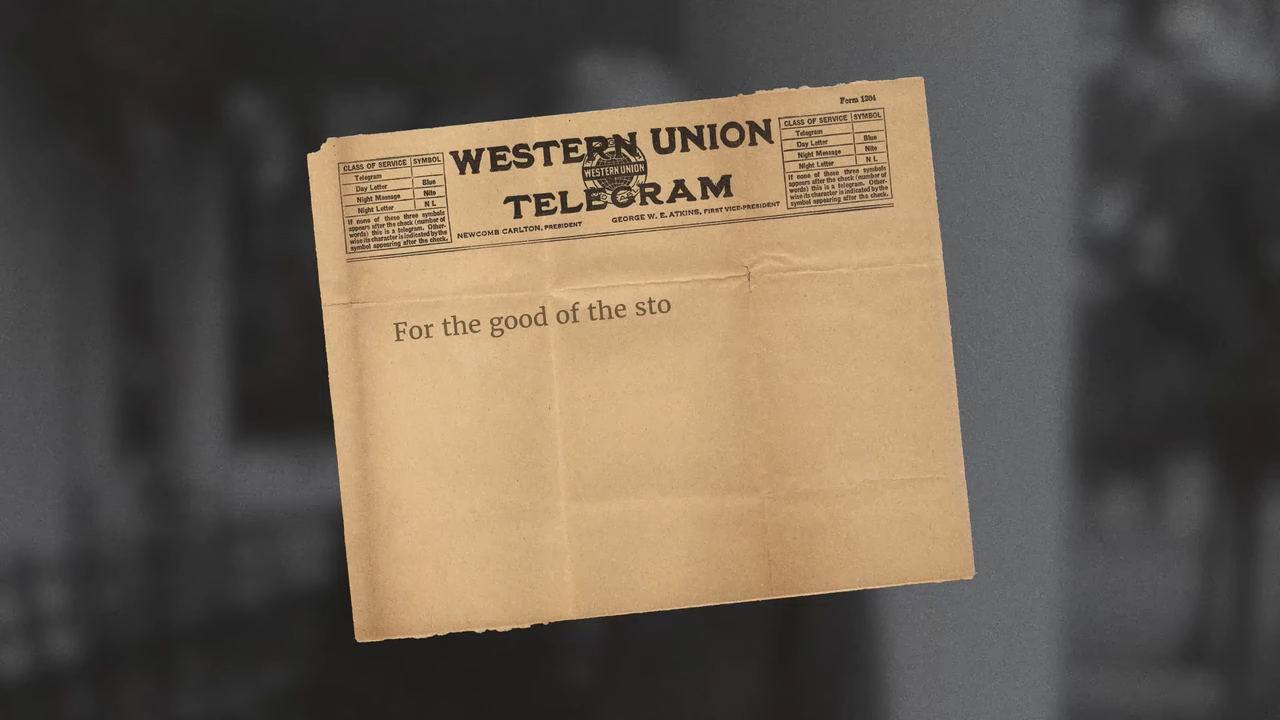 Form 1204
CLASS OF SERVICE SYMBOL
Telegram
Day Letter Blue
Night Message Nite
Night Letter N L
If none of these three symbols
appears after the check (number of
words) this is a telegram. Other-
wise its character is indicated by the
symbol appearing after the check.
WESTERN UNION
WESTERN UNION
TELEGRAM
NEWCOMB CARLTON, PRESIDENT
GEORGE W. E. ATKINS, FIRST VICE-PRESIDENT
CLASS OF SERVICE SYMBOL
Telegram
Day Letter Blue
Night Message Nite
Night Letter N L
If none of these three symbols
appears after the check (number of
words) this is a telegram. Other-
wise its character is indicated by the
symbol appearing after the check.
For the good of the sto